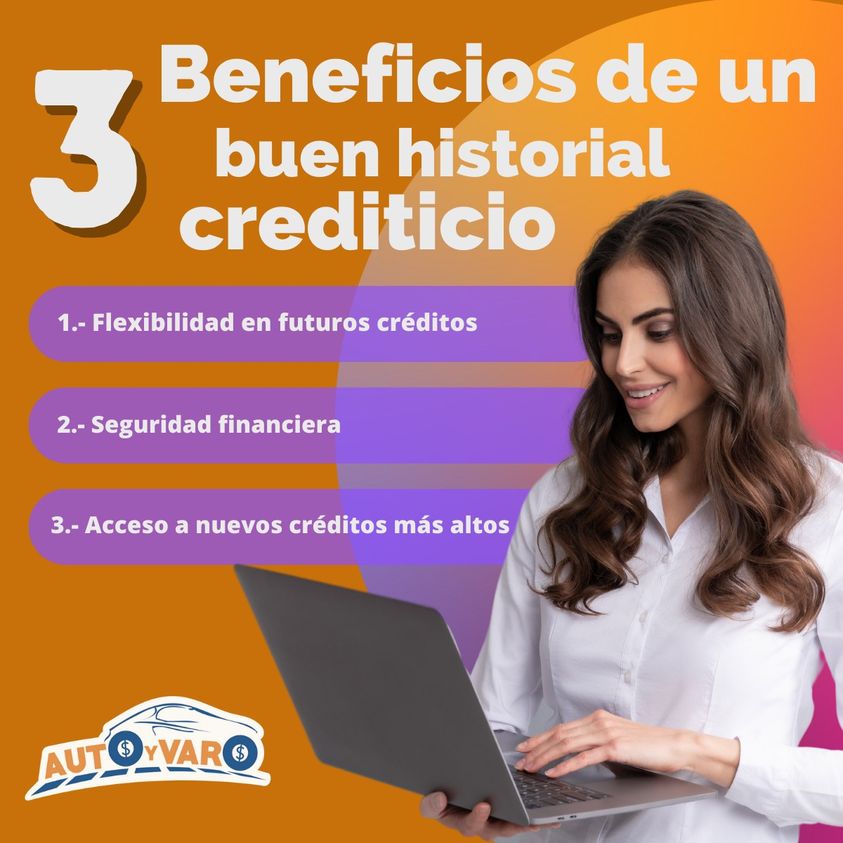 3 Beneficios de un
buen historial
crediticio
1.- Flexibilidad en futuros créditos
2.- Seguridad financiera
3.- Acceso a nuevos créditos más altos
AUTO Y VARO